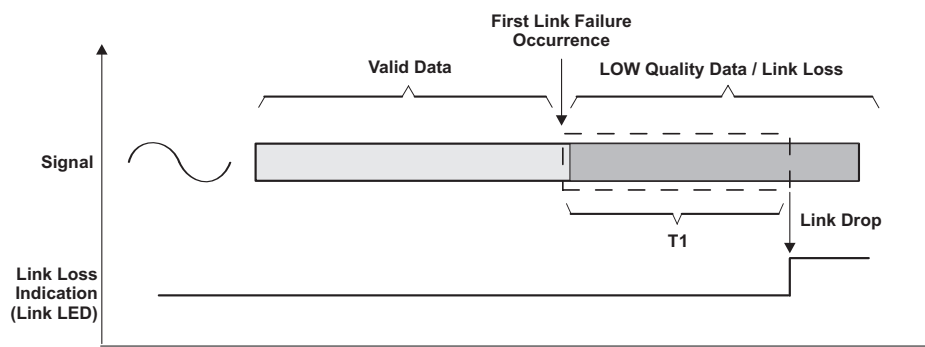 First Link Failure
Occurrence
Valid Data
LOW Quality Data / Link Loss
Signal
T1
Link Drop
Link Loss
Indication
(Link LED)